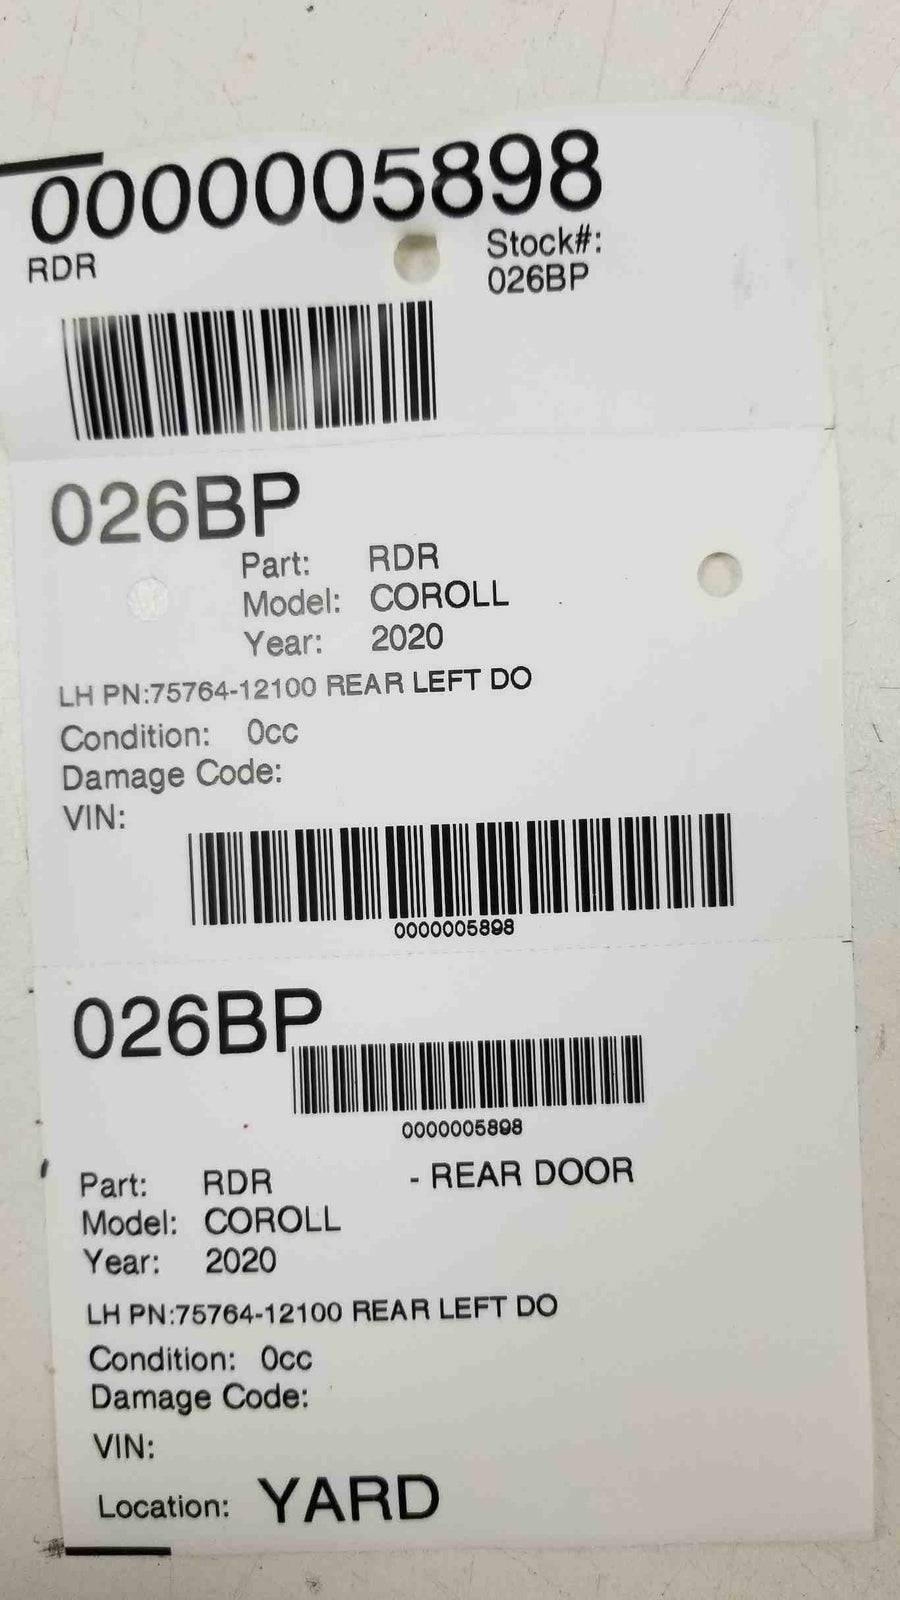 0000005898
RDR
Stock#:
026BP
026BP
Part: RDR
Model: COROLL
Year: 2020
LH PN:75764-12100 REAR LEFT DO
Condition: 0cc
Damage Code:
VIN:
0000005898
026BP
0000005898
Part: RDR - REAR DOOR
Model: COROLL
Year: 2020
LH PN:75764-12100 REAR LEFT DO
Condition: 0cc
Damage Code:
VIN:
Location: YARD